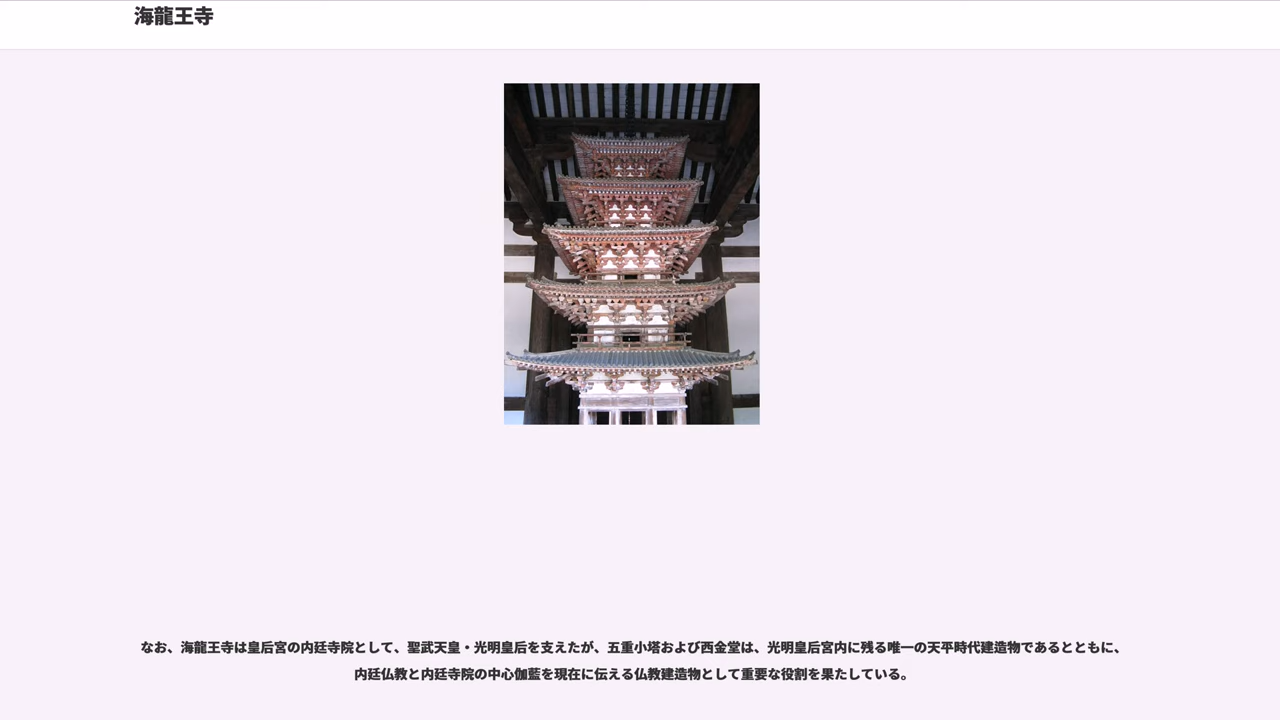 海龍王寺
なお、海龍王寺は皇后宮の内廷寺院として、聖武天皇・光明皇后を支えたが、五重小塔および西金堂は、光明皇后宮内に残る唯一の天平時代建造物であるとともに、
内廷仏教と内廷寺院の中心伽藍を現在に伝える仏教建造物として重要な役割を果たしている。